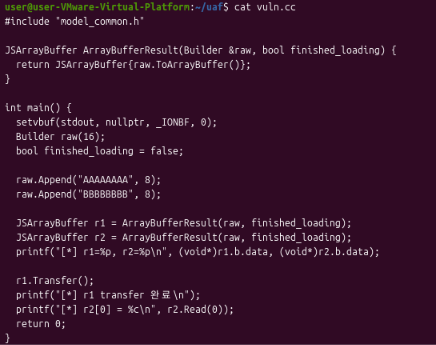 user@user-VMware-Virtual-Platform:~/uaf$ cat vuln.cc
#include "model_common.h"

JSArrayBuffer ArrayBufferResult(Builder &raw, bool finished_loading) {
  return JSArrayBuffer{raw.ToArrayBuffer()};
}

int main() {
  setvbuf(stdout, nullptr, _IONBF, 0);
  Builder raw(16);
  bool finished_loading = false;

  raw.Append("AAAAAAAA", 8);
  raw.Append("BBBBBBBB", 8);

  JSArrayBuffer r1 = ArrayBufferResult(raw, finished_loading);
  JSArrayBuffer r2 = ArrayBufferResult(raw, finished_loading);
  printf("[*] r1=%p, r2=%p\n", (void*)r1.b.data, (void*)r2.b.data);

  r1.Transfer();
  printf("[*] r1 transfer 완료\n");
  printf("[*] r2[0] = %c\n", r2.Read(0));
  return 0;
}